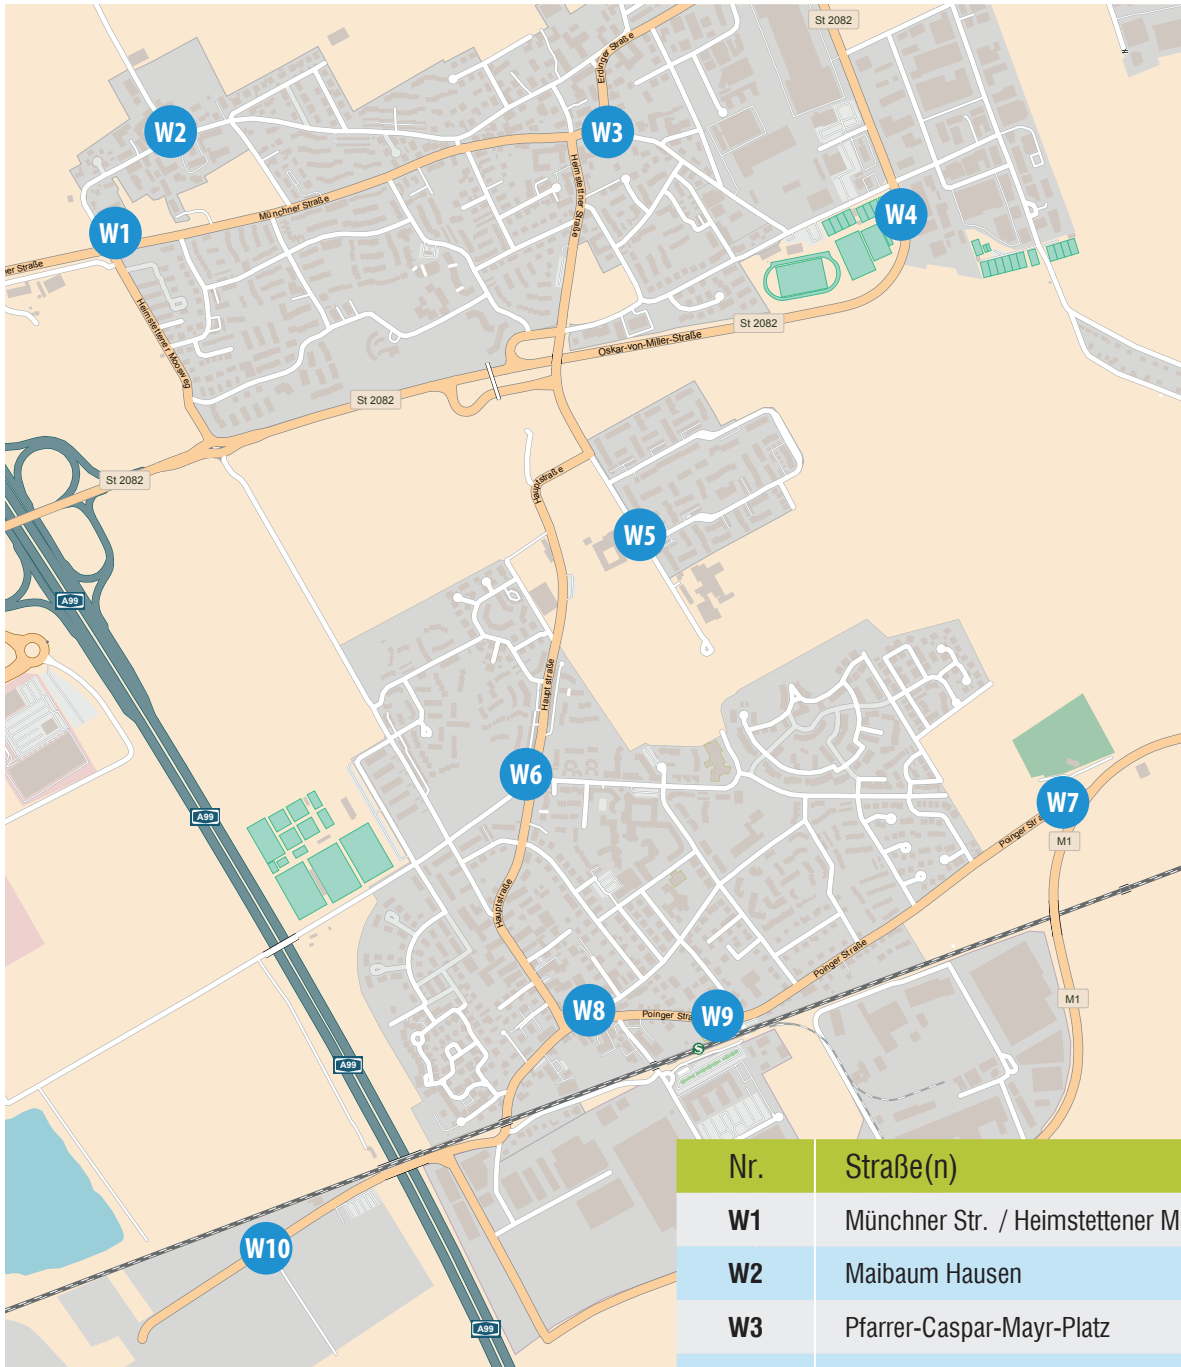 St 2082
Erdinger Straße
W2
W3
Heimstettner Straße
Münchner Straße
W4
W1
ner Straße
Heimstettener Moosweg
St 2082
Oskar-von-Miller-Straße
St 2082
Hauptstraße
St 2082
W5
A99
Hauptstraße
W6
W7
A99
Poinger Str
M1
Hauptstraße
Poinger Straße
M1
W8
Poinger Stra
W9
S
A99
W10
A99
Nr. Straße(n)
W1 Münchner Str. / Heimstettener M
W2 Maibaum Hausen
W3 Pfarrer-Caspar-Mayr-Platz